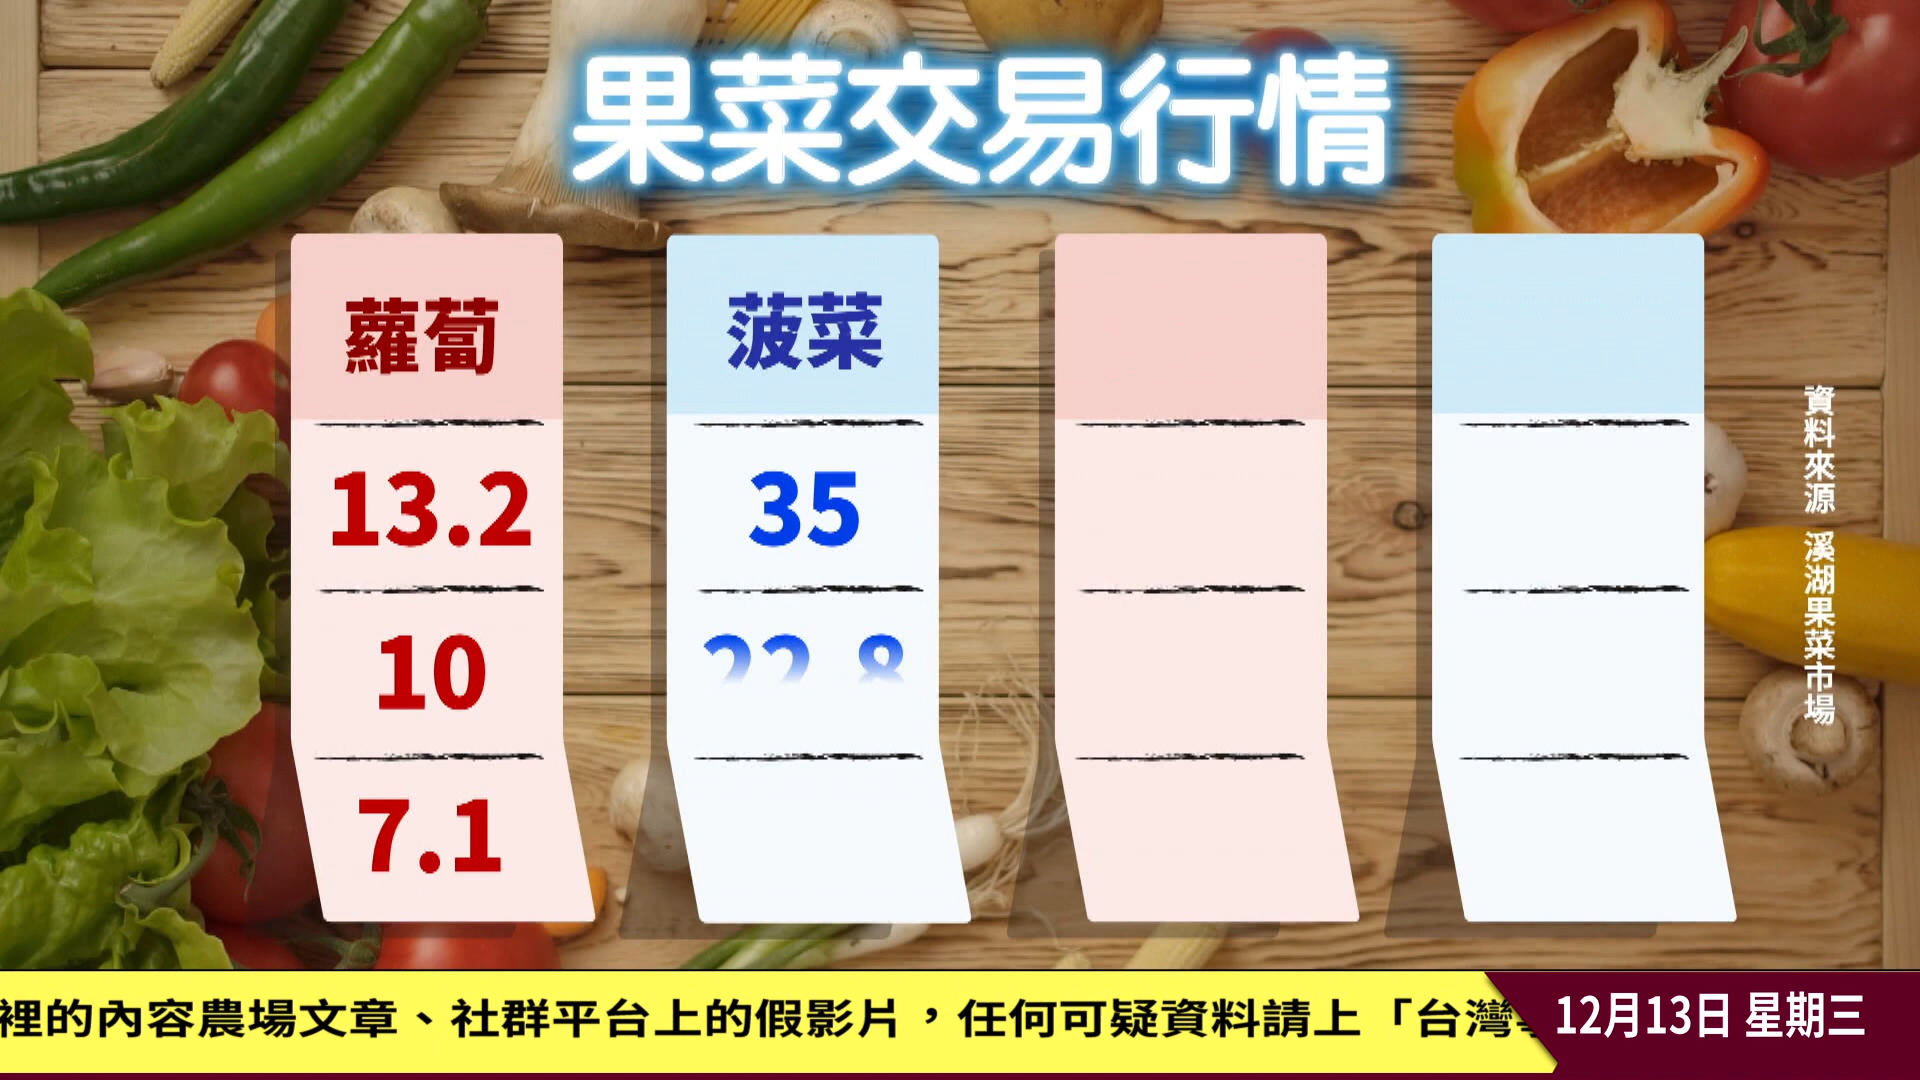 果菜交易行情
蘿蔔
13.2
10
7.1
菠菜
35
22.8
資料來源 溪湖果菜市場
裡的內容農場文章、社群平台上的假影片，任何可疑資料請上「台灣
12月13日 星期三